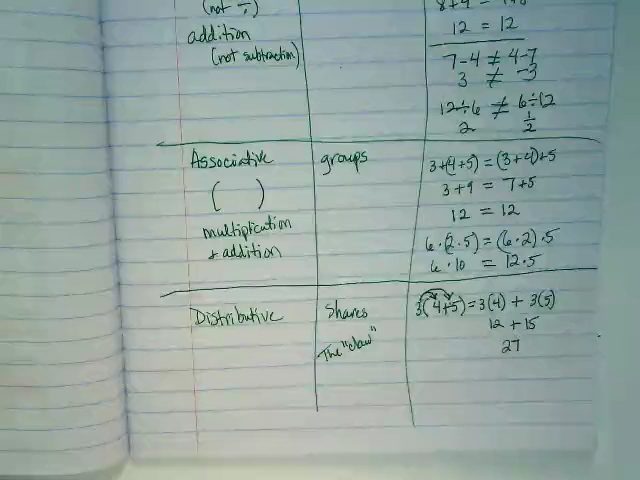 (not ÷)
8+4 =
addition
12 = 12
(not subtraction)
7-4 ≠ 4-7
3 ≠ -3
12÷6 ≠ 6÷12
2 1/2
Associative groups 3+(4+5) = (3+4)+5
( ) 3+9 = 7+5
12 = 12
multiplication
+ addition
6·(2·5) = (6·2)·5
6·10 = 12·5
Distributive Shares 3(4+5) = 3(4) + 3(5)
12 + 15
The "claw"
27